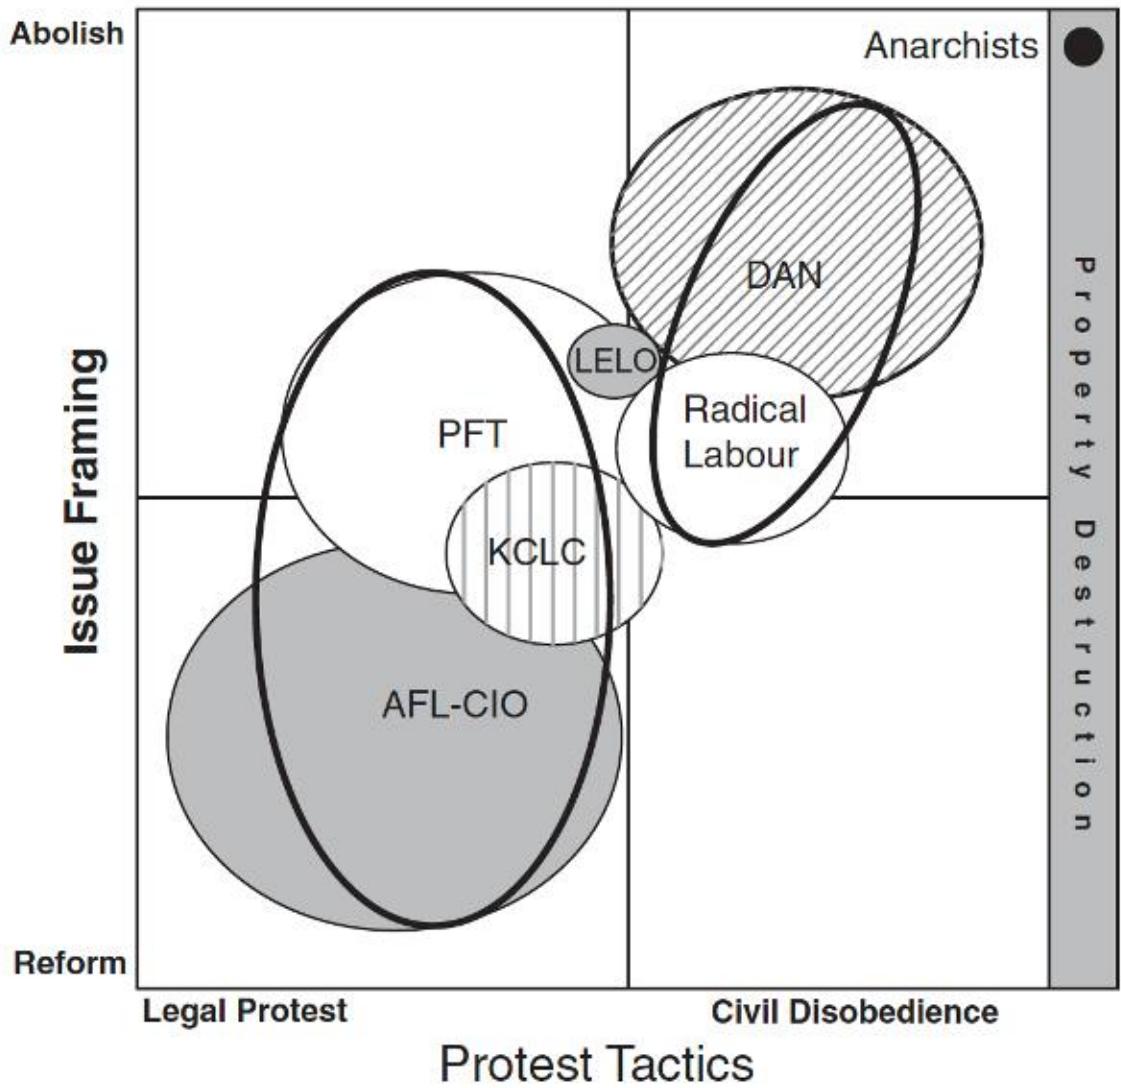 Abolish
Anarchists
DAN
LELO
Radical
Labour
PFT
KCLC
AFL-CIO
Issue Framing
Property Destruction
Reform
Legal Protest
Civil Disobedience
Protest Tactics